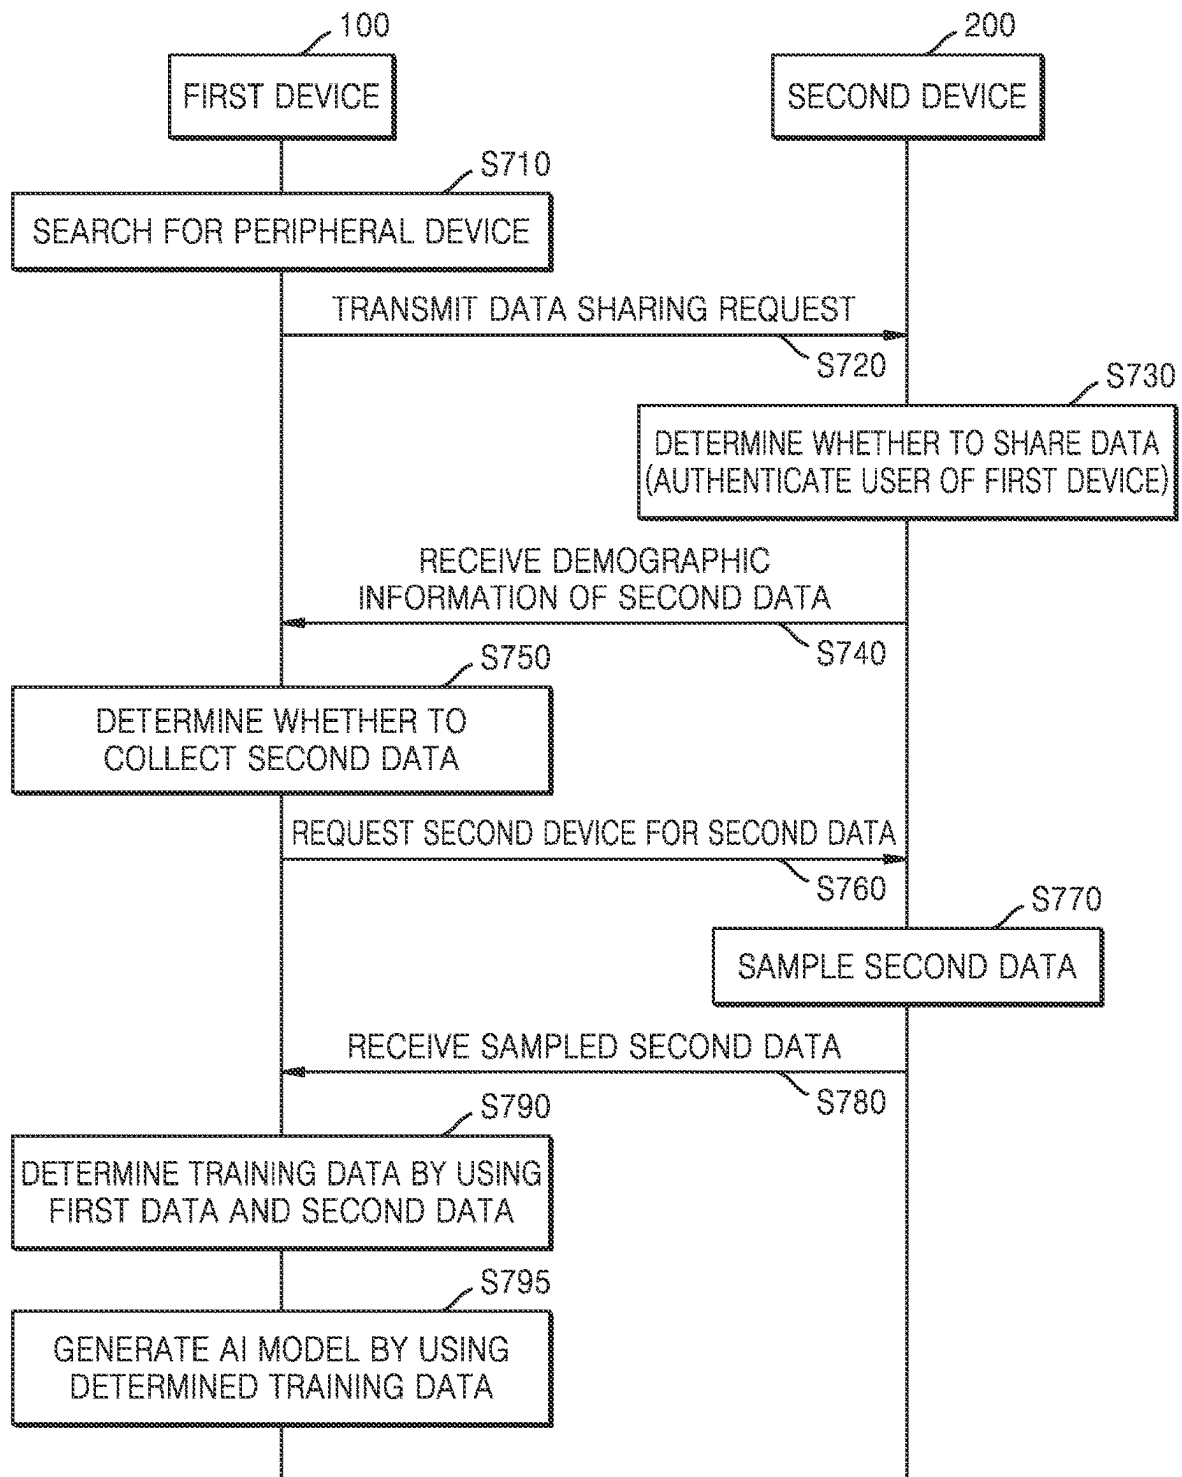 100
200
FIRST DEVICE
SECOND DEVICE
S710
SEARCH FOR PERIPHERAL DEVICE
TRANSMIT DATA SHARING REQUEST
S720
S730
DETERMINE WHETHER TO SHARE DATA
(AUTHENTICATE USER OF FIRST DEVICE)
RECEIVE DEMOGRAPHIC
INFORMATION OF SECOND DATA
S740
S750
DETERMINE WHETHER TO
COLLECT SECOND DATA
REQUEST SECOND DEVICE FOR SECOND DATA
S760
S770
SAMPLE SECOND DATA
RECEIVE SAMPLED SECOND DATA
S780
S790
DETERMINE TRAINING DATA BY USING
FIRST DATA AND SECOND DATA
S795
GENERATE AI MODEL BY USING
DETERMINED TRAINING DATA